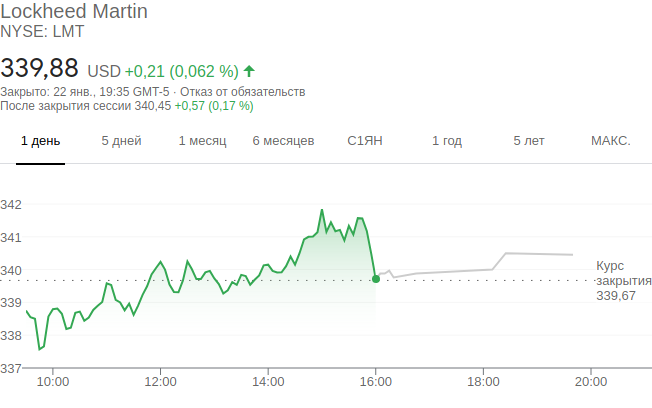 Lockheed Martin
NYSE: LMT
339,88 USD +0,21 (0,062 %)
Закрыто: 22 янв., 19:35 GMT-5 · Отказ от обязательств
После закрытия сессии 340,45 +0,57 (0,17 %)
1 день 5 дней 1 месяц 6 месяцев С1ЯН 1 год 5 лет МАКС.
342
341
340
339
338
337
Курс
закрытия
339,67
10:00 12:00 14:00 16:00 18:00 20:00